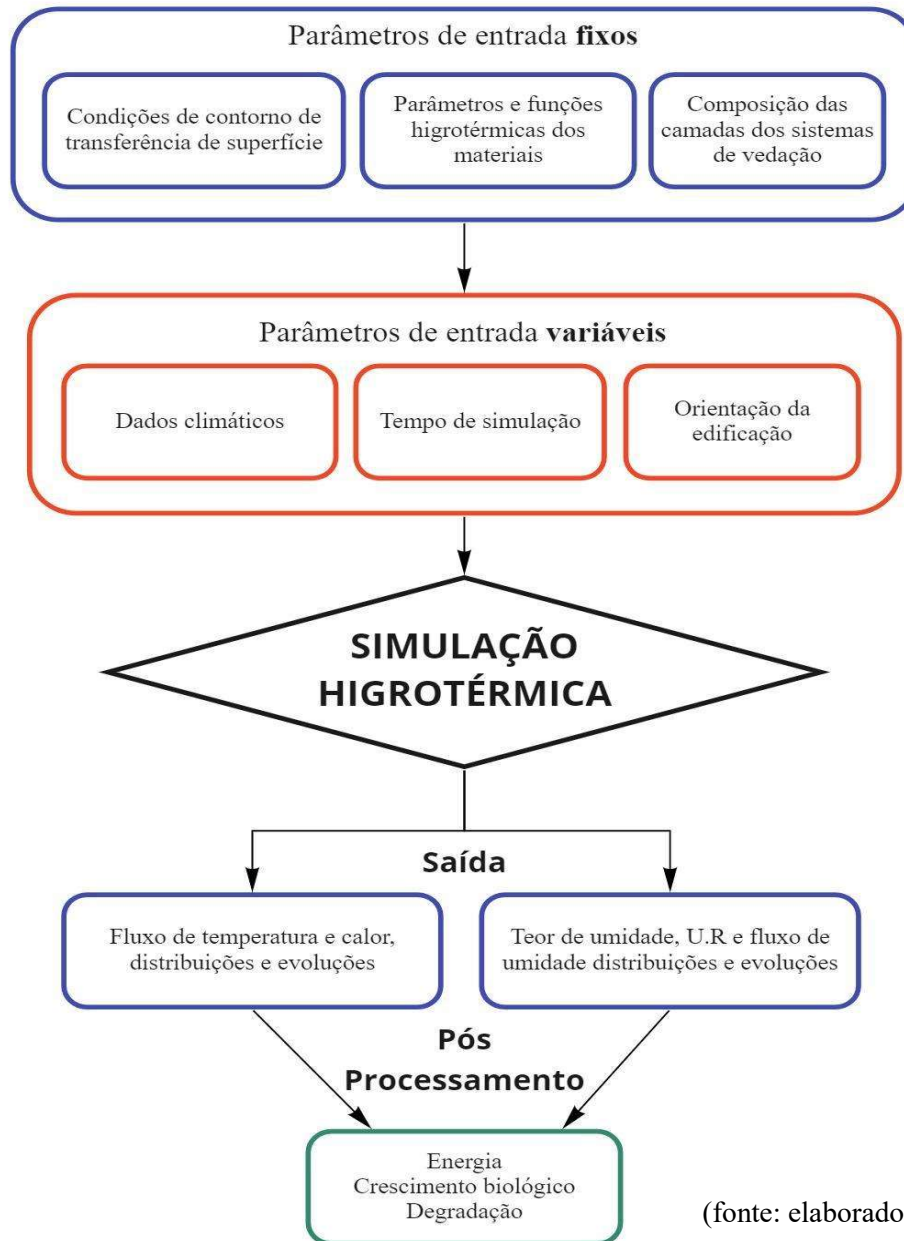 Parâmetros de entrada fixos
Condições de contorno de
transferência de superfície
Parâmetros e funções
higrotérmicas dos
materiais
Composição das
camadas dos sistemas
de vedação
Parâmetros de entrada variáveis
Dados climáticos
Tempo de simulação
Orientação da
edificação
SIMULAÇÃO
HIGROTÉRMICA
Saída
Fluxo de temperatura e calor,
distribuições e evoluções
Teor de umidade, U.R e fluxo de
umidade distribuições e evoluções
Pós
Processamento
Energia
Crescimento biológico
Degradação
(fonte: elaborado